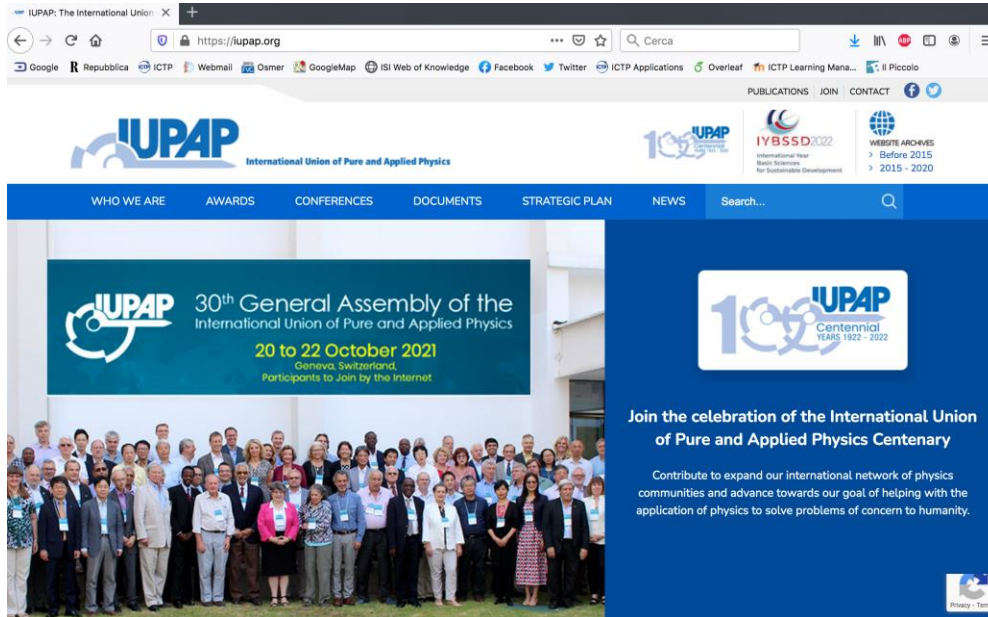 IUPAP: The International Union
https://iupap.org
Cerca
Google Repubblica ICTP Webmail Osmer GoogleMap ISI Web of Knowledge Facebook Twitter ICTP Applications Overleaf ICTP Learning Mana... Il Piccolo
PUBLICATIONS JOIN CONTACT
IUPAP
International Union of Pure and Applied Physics
100 IUPAP
Centennial
YEARS 1922 - 2022
IYBSSD2022
International Year
Basic Sciences
for Sustainable Development
WEBSITE ARCHIVES
> Before 2015
> 2015 - 2020
WHO WE ARE AWARDS CONFERENCES DOCUMENTS STRATEGIC PLAN NEWS Search...
IUPAP
30th General Assembly of the
International Union of Pure and Applied Physics
20 to 22 October 2021
Geneva, Switzerland,
Participants to Join by the Internet
100 IUPAP
Centennial
YEARS 1922 - 2022
Join the celebration of the International Union
of Pure and Applied Physics Centenary
Contribute to expand our international network of physics
communities and advance towards our goal of helping with the
application of physics to solve problems of concern to humanity.
Privacy - Ter